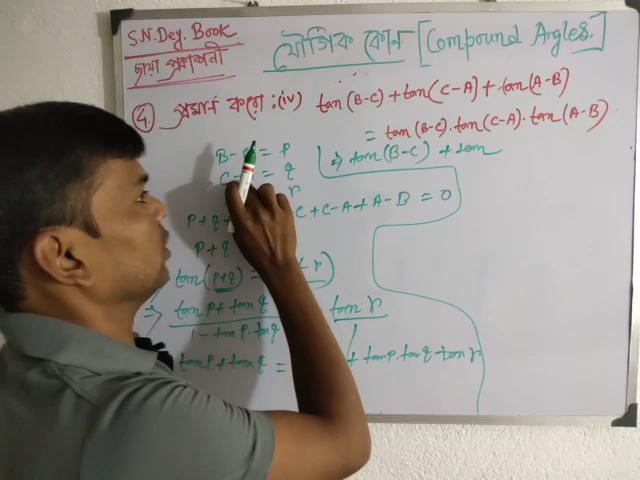 S.N.Dey. Book
ছায়া প্রকাশনী
যৌগিক কোন [Compound Angles.]
④ প্রমাণ করো : (iv) tan(B-C) + tan(C-A) + tan(A-B)
= tan(B-C). tan(C-A). tan(A-B)
= p
= q
r
⇒ tan(B-C) + tan
C + C-A + A-B = 0
p+q
p+q
tan(p+q) =
⇒ tan p + tan q
1 - tan p. tan q
tan r
tan p + tan q =
+ tan p. tan q - tan r